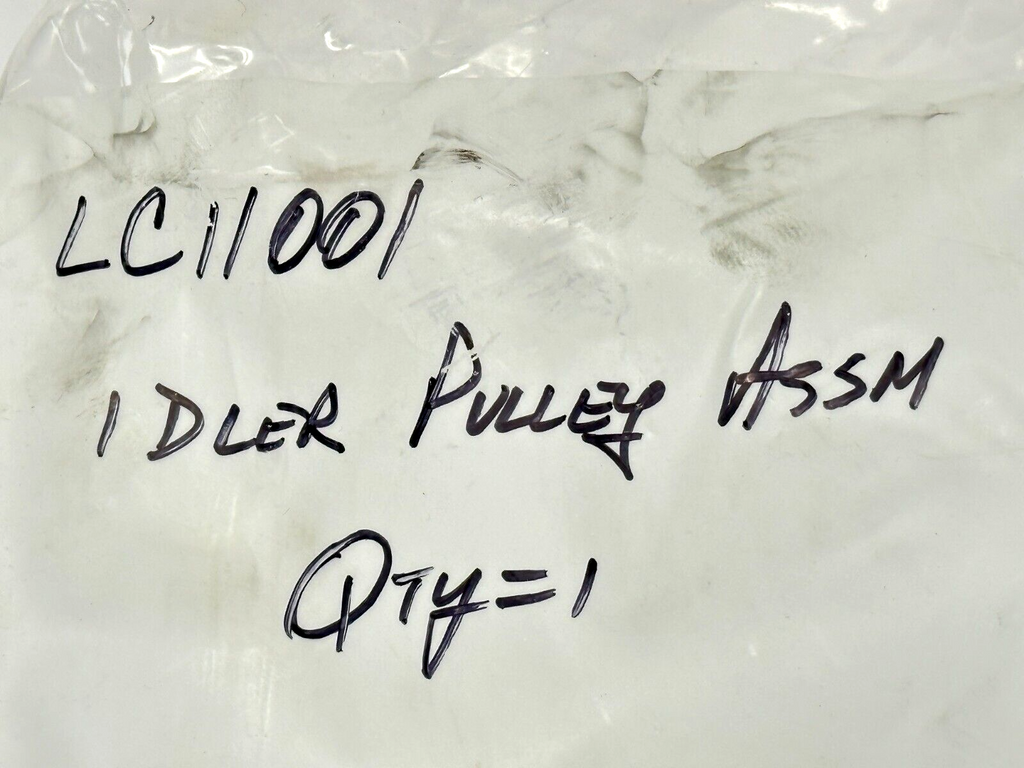 LC11001
IDLER PULLEY ASSM
QTY=1